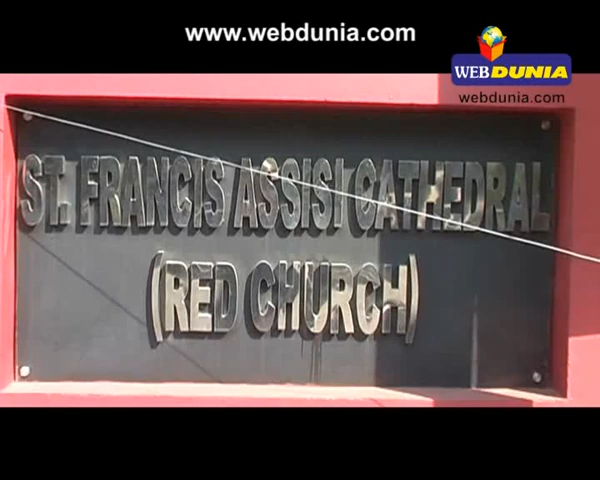 www.webdunia.com
WEBDUNIA
webdunia.com
ST. FRANCIS ASSISI CATHEDRAL
(RED CHURCH)